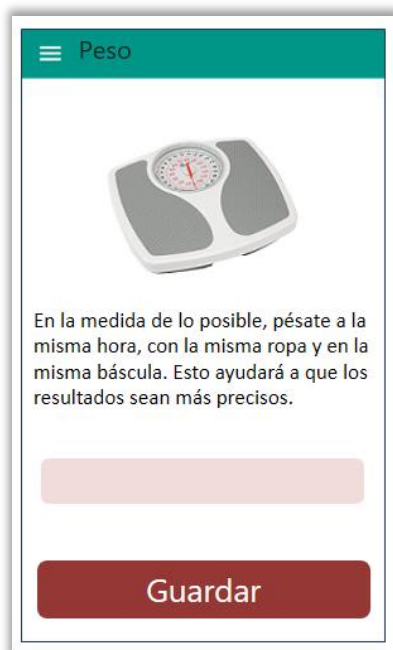 Peso
En la medida de lo posible, pésate a la
misma hora, con la misma ropa y en la
misma báscula. Esto ayudará a que los
resultados sean más precisos.
Guardar